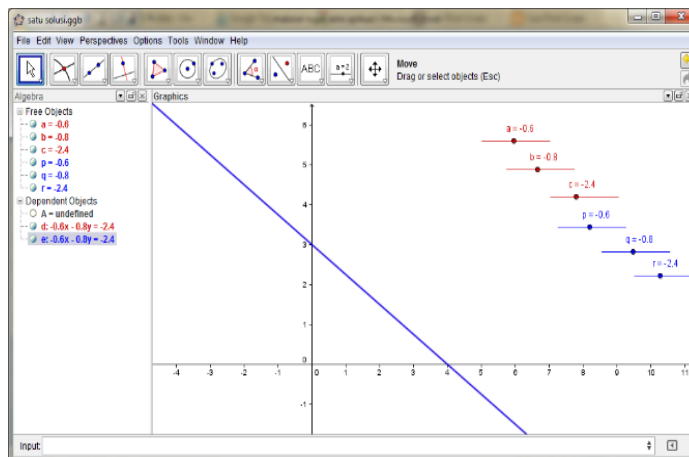 satu solusi.ggb
File Edit View Perspectives Options Tools Window Help
ABC
a=2
Move
Drag or select objects (Esc)
Algebra
Graphics
Free Objects
a = -0.6
b = -0.8
c = -2.4
p = -0.6
q = -0.8
r = -2.4
Dependent Objects
A = undefined
d: -0.6x - 0.8y = -2.4
e: -0.6x - 0.8y = -2.4
a = -0.6
b = -0.8
c = -2.4
p = -0.6
q = -0.8
r = -2.4
6
5
4
3
2
1
0
-4 -3 -2 -1 0 1 2 3 4 5 6 7 8 9 10 11
-1
Input: